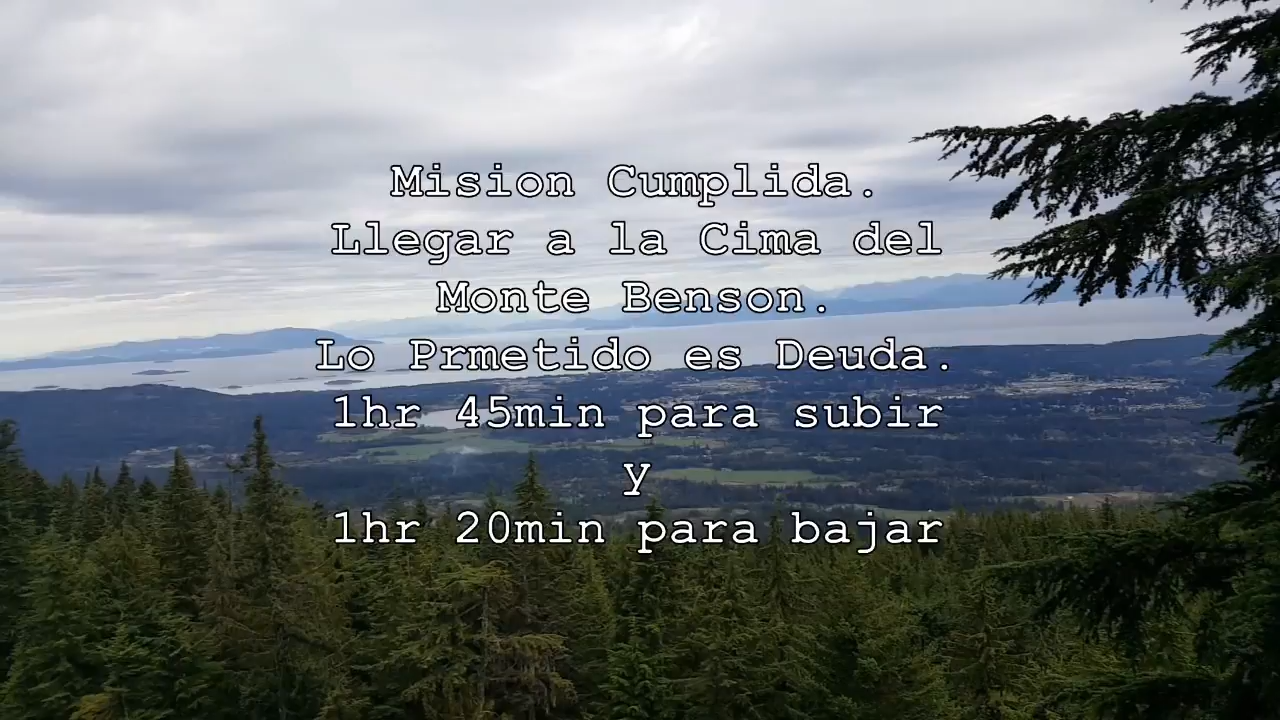 Mision Cumplida.
Llegar a la Cima del
Monte Benson.
Lo Prmetido es Deuda.
1hr 45min para subir
y
1hr 20min para bajar